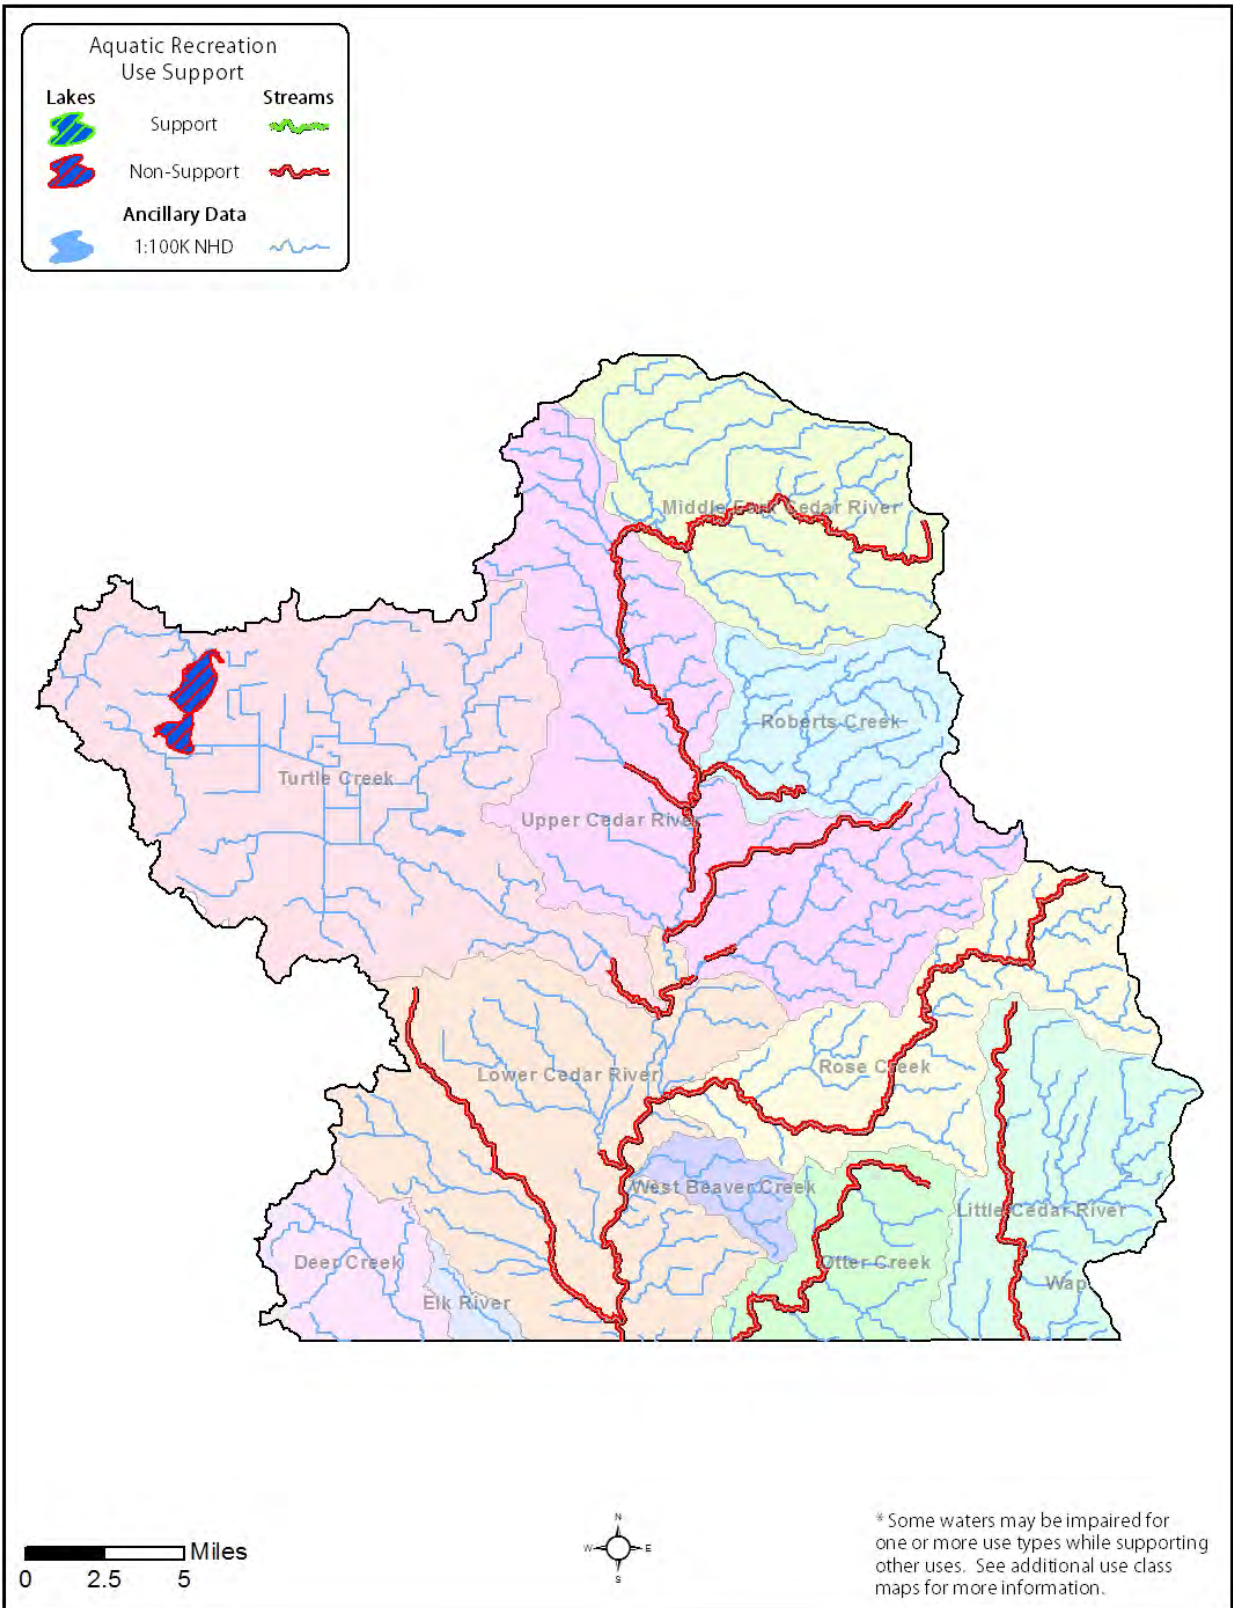 Aquatic Recreation
Use Support
Lakes
Streams
Support
Non-Support
Ancillary Data
1:100K NHD
Middle Fork Cedar River
Roberts Creek
Turtle Creek
Upper Cedar River
Lower Cedar River
Rose Creek
West Beaver Creek
Little Cedar River
Deer Creek
Otter Creek
Wap
Elk River
N
W
E
S
Miles
0 2.5 5
* Some waters may be impaired for
one or more use types while supporting
other uses. See additional use class
maps for more information.